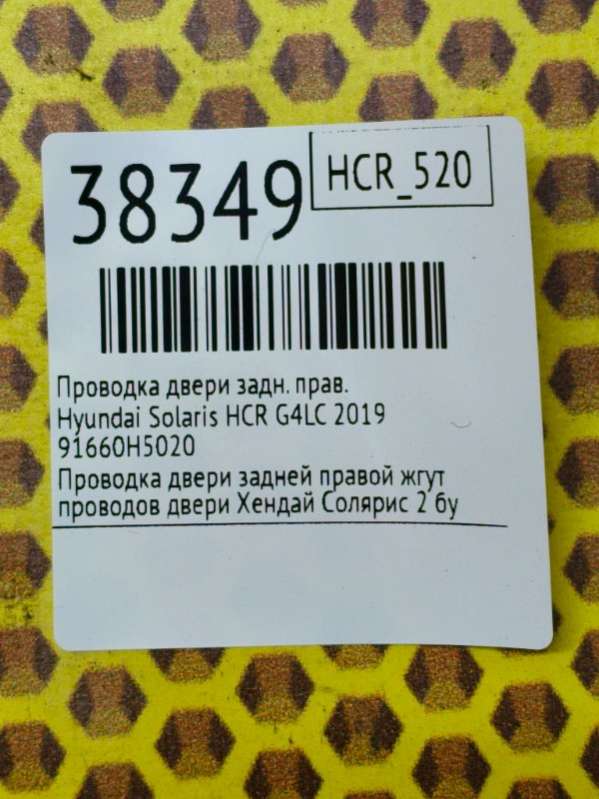 38349
HCR_520
Проводка двери задн. прав.
Hyundai Solaris HCR G4LC 2019
91660H5020
Проводка двери задней правой жгут
проводов двери Хендай Солярис 2 бу